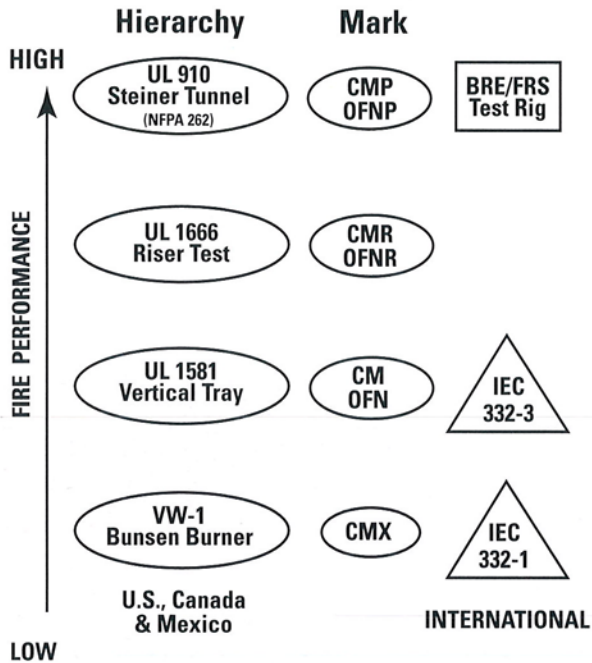 Hierarchy
Mark
HIGH
UL 910
Steiner Tunnel
(NFPA 262)
CMP
OFNP
BRE/FRS
Test Rig
UL 1666
Riser Test
CMR
OFNR
FIRE PERFORMANCE
UL 1581
Vertical Tray
CM
OFN
IEC
332-3
VW-1
Bunsen Burner
CMX
IEC
332-1
U.S., Canada
& Mexico
INTERNATIONAL
LOW